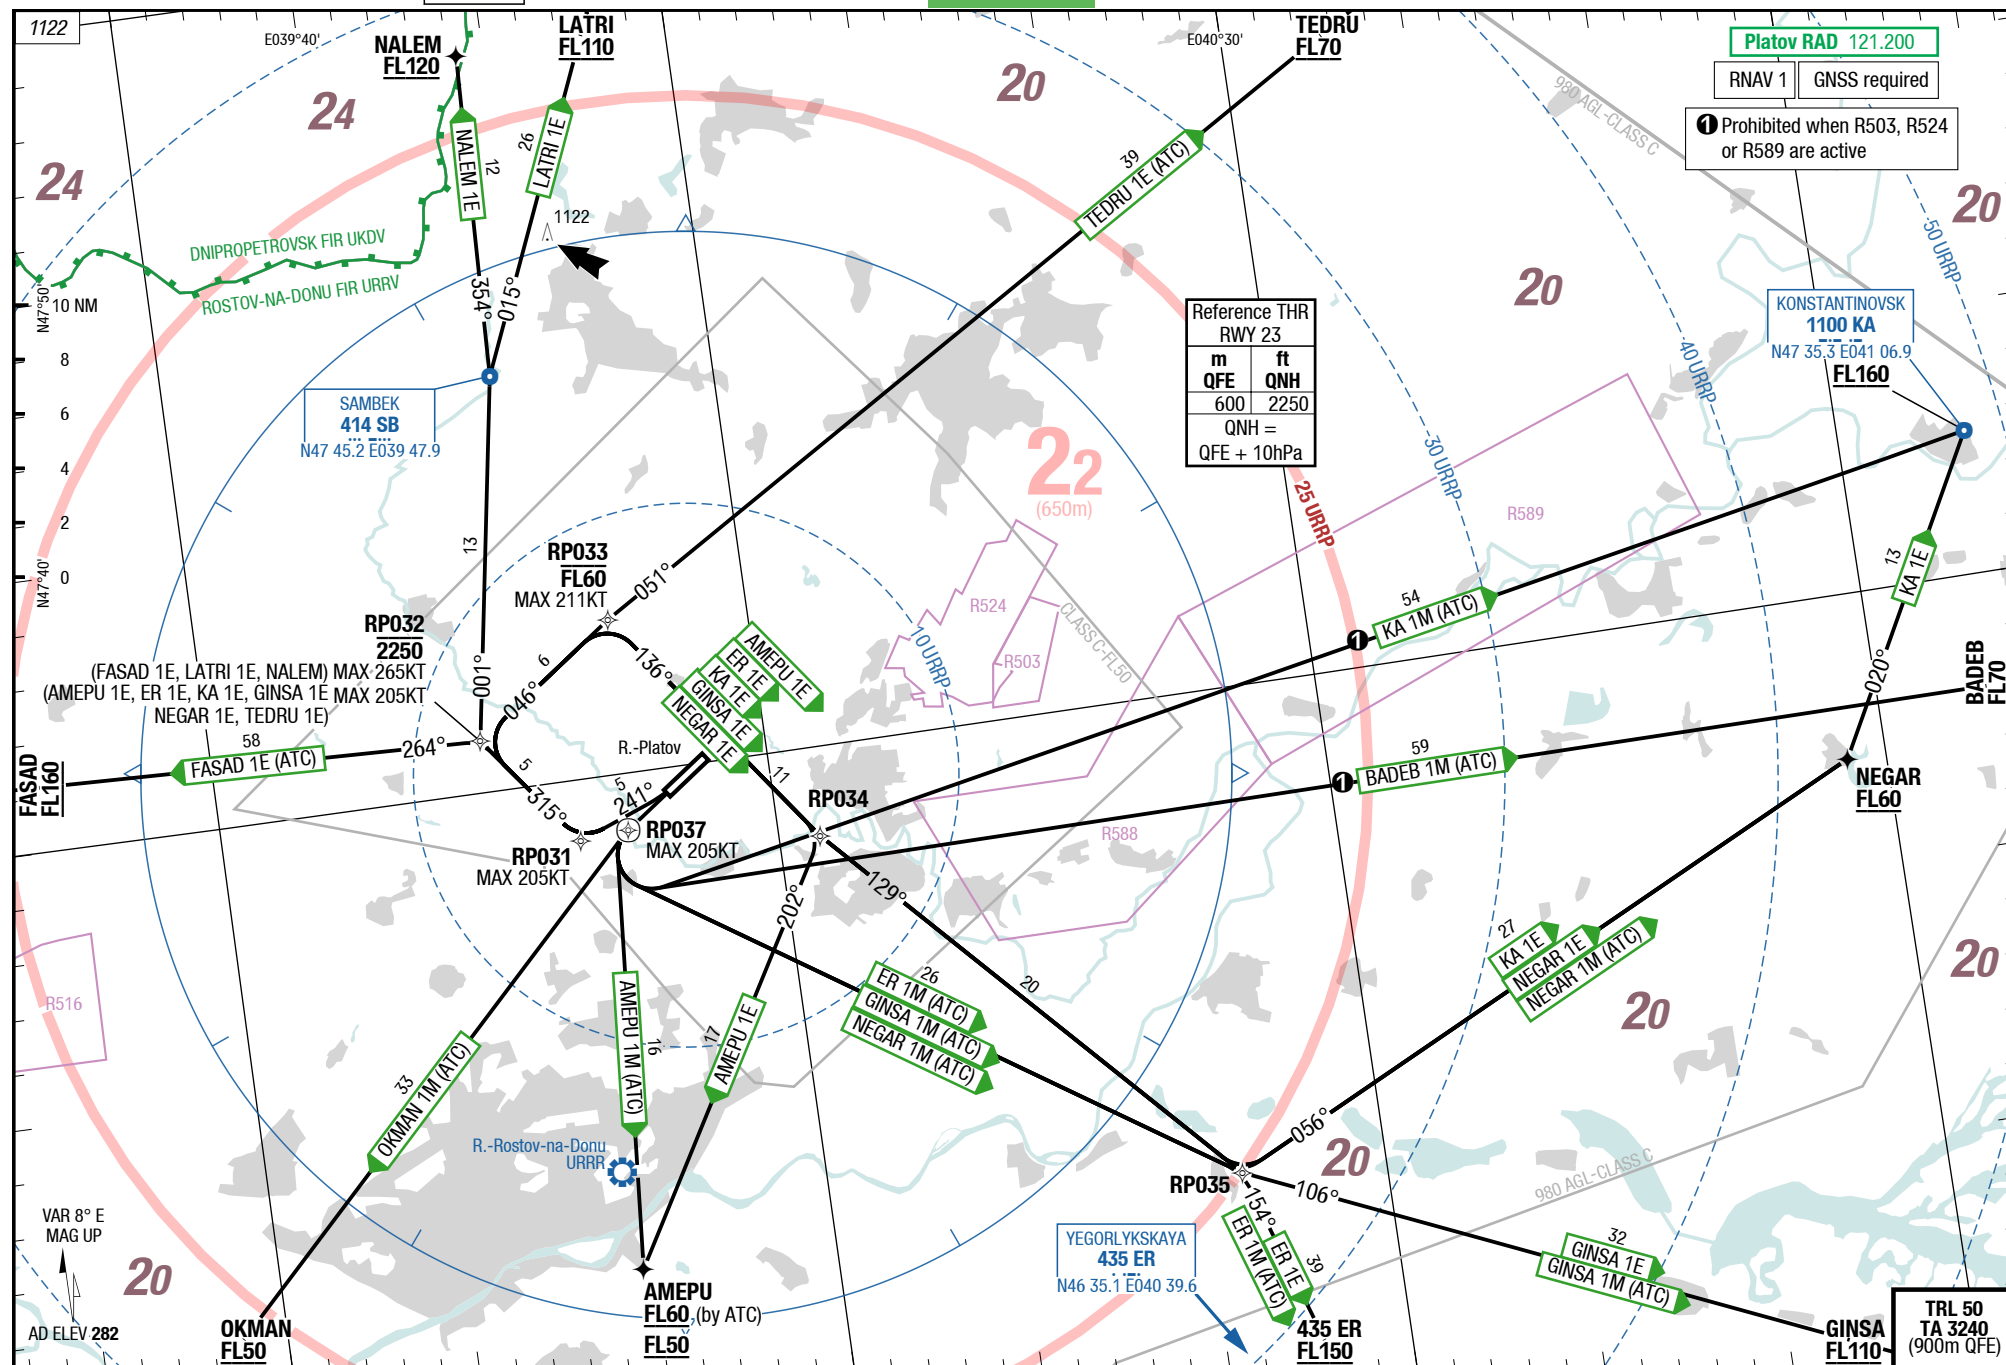 1122
E039°40'
NALEM
FL120
LATRI
FL110
E040°30'
TEDRU
FL70
Platov RAD 121.200
RNAV 1
GNSS required
1 Prohibited when R503, R524
or R589 are active
980 AGL-CLASS C
24
20
24
20
NALEM 1E
12
26
LATRI 1E
39
TEDRU 1E (ATC)
1122
DNIPROPETROVSK FIR UKDV
ROSTOV-NA-DONU FIR URRV
354°
015°
50 URRP
20
N47°50'
10 NM
8
6
4
2
0
N47°40'
SAMBEK
414 SB
N47 45.2 E039 47.9
Reference THR
RWY 23
m
QFE
ft
QNH
600
2250
QNH =
QFE + 10hPa
KONSTANTINOVSK
1100 KA
N47 35.3 E041 06.9
FL160
40 URRP
30 URRP
25 URRP
22
(650m)
R589
13
RP033
FL60
MAX 211KT
051°
R524
R503
CLASS C-FL50
10 URRP
54
KA 1M (ATC)
1
13
KA 1E
020°
RP032
2250
(FASAD 1E, LATRI 1E, NALEM) MAX 265KT
(AMEPU 1E, ER 1E, KA 1E, GINSA 1E MAX 205KT
NEGAR 1E, TEDRU 1E)
001°
046°
6
136°
AMEPU 1E
ER 1E
KA 1E
GINSA 1E
NEGAR 1E
R.-Platov
11
58
FASAD 1E (ATC)
264°
FASAD
FL160
5
315°
5
241°
RP031
MAX 205KT
RP037
MAX 205KT
RP034
R588
59
BADEB 1M (ATC)
1
BADEB
FL70
NEGAR
FL60
129°
202°
20
R516
33
OKMAN 1M (ATC)
AMEPU 1M (ATC)
16
17
AMEPU 1E
26
ER 1M (ATC)
GINSA 1M (ATC)
NEGAR 1M (ATC)
27
KA 1E
NEGAR 1E
NEGAR 1M (ATC)
20
20
R.-Rostov-na-Donu
URRR
056°
20
RP035
106°
154°
980 AGL-CLASS C
VAR 8° E
MAG UP
20
AD ELEV 282
OKMAN
FL50
AMEPU
FL60 (by ATC)
FL50
YEGORLYKSKAYA
435 ER
N46 35.1 E040 39.6
ER 1M (ATC)
ER 1E
39
435 ER
FL150
32
GINSA 1E
GINSA 1M (ATC)
GINSA
FL110
TRL 50
TA 3240
(900m QFE)